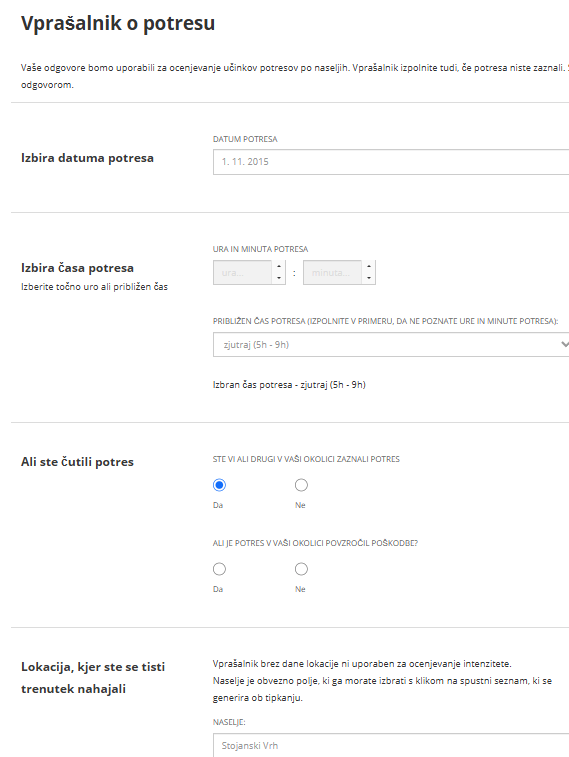 Vprašalnik o potresu
Vaše odgovore bomo uporabili za ocenjevanje učinkov potresov po naseljih. Vprašalnik izpolnite tudi, če potresa niste zaznali.
odgovorom.
DATUM POTRESA
Izbira datuma potresa
1. 11. 2015
URA IN MINUTA POTRESA
Izbira časa potresa
ura... : minuta...
Izberite točno uro ali približen čas
PRIBLIŽEN ČAS POTRESA (IZPOLNITE V PRIMERU, DA NE POZNATE URE IN MINUTE POTRESA):
zjutraj (5h - 9h)
Izbran čas potresa - zjutraj (5h - 9h)
Ali ste čutili potres
STE VI ALI DRUGI V VAŠI OKOLICI ZAZNALI POTRES
Da Ne
ALI JE POTRES V VAŠI OKOLICI POVZROČIL POŠKODBE?
Da Ne
Lokacija, kjer ste se tisti
trenutek nahajali
Vprašalnik brez dane lokacije ni uporaben za ocenjevanje intenzitete.
Naselje je obvezno polje, ki ga morate izbrati s klikom na spustni seznam, ki se
generira ob tipkanju.
NASELJE:
Stojanski Vrh